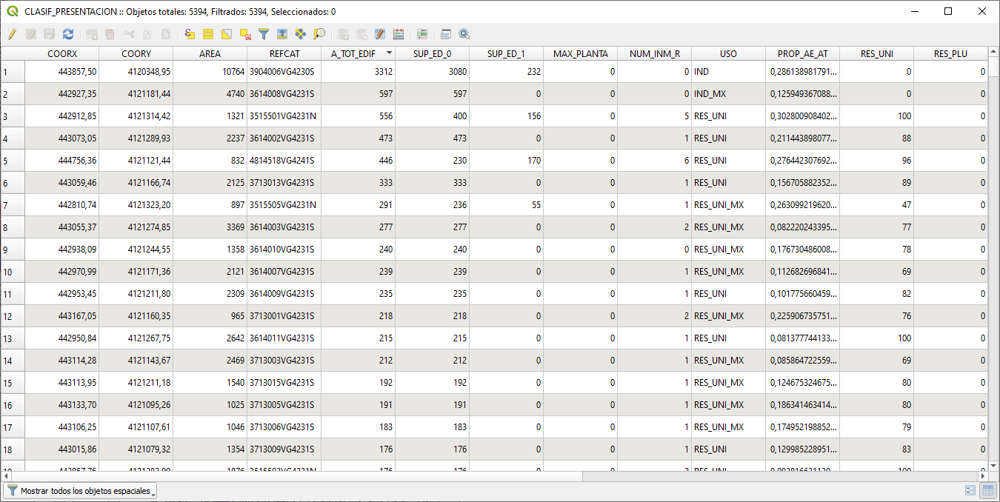 CLASIF_PRESENTACION :: Objetos totales: 5394, Filtrados: 5394, Seleccionados: 0
COORX COORY AREA REFCAT A_TOT_EDIF SUP_ED_0 SUP_ED_1 MAX_PLANTA NUM_INM_R USO PROP_AE_AT RES_UNI RES_PLU
1 443857,50 4120348,95 10764 3904006VG4230S 3312 3080 232 0 0 IND 0,286138981791... 0 0
2 442927,35 4121181,44 4740 3614008VG4231S 597 597 0 0 0 IND_MX 0,125949367088... 0 0
3 442912,85 4121314,42 1321 3515501VG4231N 556 400 156 0 5 RES_UNI 0,302800908402... 100 0
4 443073,05 4121289,93 2237 3614002VG4231S 473 473 0 0 1 RES_UNI 0,211443898077... 88 0
5 444756,36 4121121,44 832 4814518VG4241S 446 230 170 0 6 RES_UNI 0,276442307692... 96 0
6 443059,46 4121166,74 2125 3713013VG4231S 333 333 0 0 1 RES_UNI 0,156705882352... 89 0
7 442810,74 4121323,20 897 3515505VG4231N 291 236 55 0 1 RES_UNI_MX 0,263099219620... 47 0
8 443055,37 4121274,85 3369 3614003VG4231S 277 277 0 0 2 RES_UNI_MX 0,082220243395... 77 0
9 442938,09 4121244,55 1358 3614010VG4231S 240 240 0 0 0 RES_UNI_MX 0,176730486008... 78 0
10 442970,99 4121171,36 2121 3614007VG4231S 239 239 0 0 1 RES_UNI_MX 0,112682696841... 69 0
11 442953,45 4121211,80 2309 3614009VG4231S 235 235 0 0 1 RES_UNI 0,101775660459... 82 0
12 443167,05 4121160,35 965 3713001VG4231S 218 218 0 0 2 RES_UNI_MX 0,225906735751... 76 0
13 442950,84 4121267,75 2642 3614011VG4231S 215 215 0 0 1 RES_UNI 0,081377744133... 100 0
14 443114,28 4121143,67 2469 3713003VG4231S 212 212 0 0 1 RES_UNI_MX 0,085864722559... 69 0
15 443113,95 4121211,18 1540 3713015VG4231S 192 192 0 0 1 RES_UNI_MX 0,124675324675... 80 0
16 443133,70 4121095,26 1025 3713005VG4231S 191 191 0 0 1 RES_UNI_MX 0,186341463414... 80 0
17 443106,25 4121107,61 1046 3713006VG4231S 183 183 0 0 1 RES_UNI_MX 0,174952198852... 79 0
18 443015,86 4121079,32 1354 3713009VG4231S 176 176 0 0 1 RES_UNI 0,129985228951... 83 0
Mostrar todos los objetos espaciales